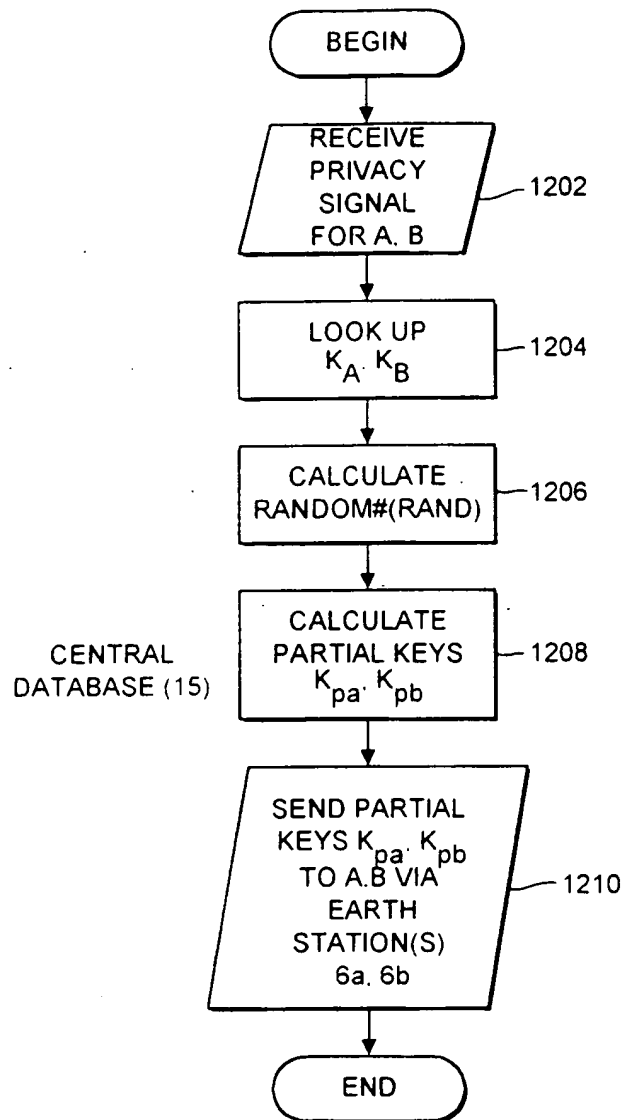 BEGIN
RECEIVE
PRIVACY
SIGNAL
FOR A. B
1202
LOOK UP
K_A. K_B
1204
CALCULATE
RANDOM#(RAND)
1206
CALCULATE
PARTIAL KEYS
K_pa. K_pb
1208
CENTRAL
DATABASE (15)
SEND PARTIAL
KEYS K_pa. K_pb
TO A.B VIA
EARTH
STATION(S)
6a. 6b
1210
END